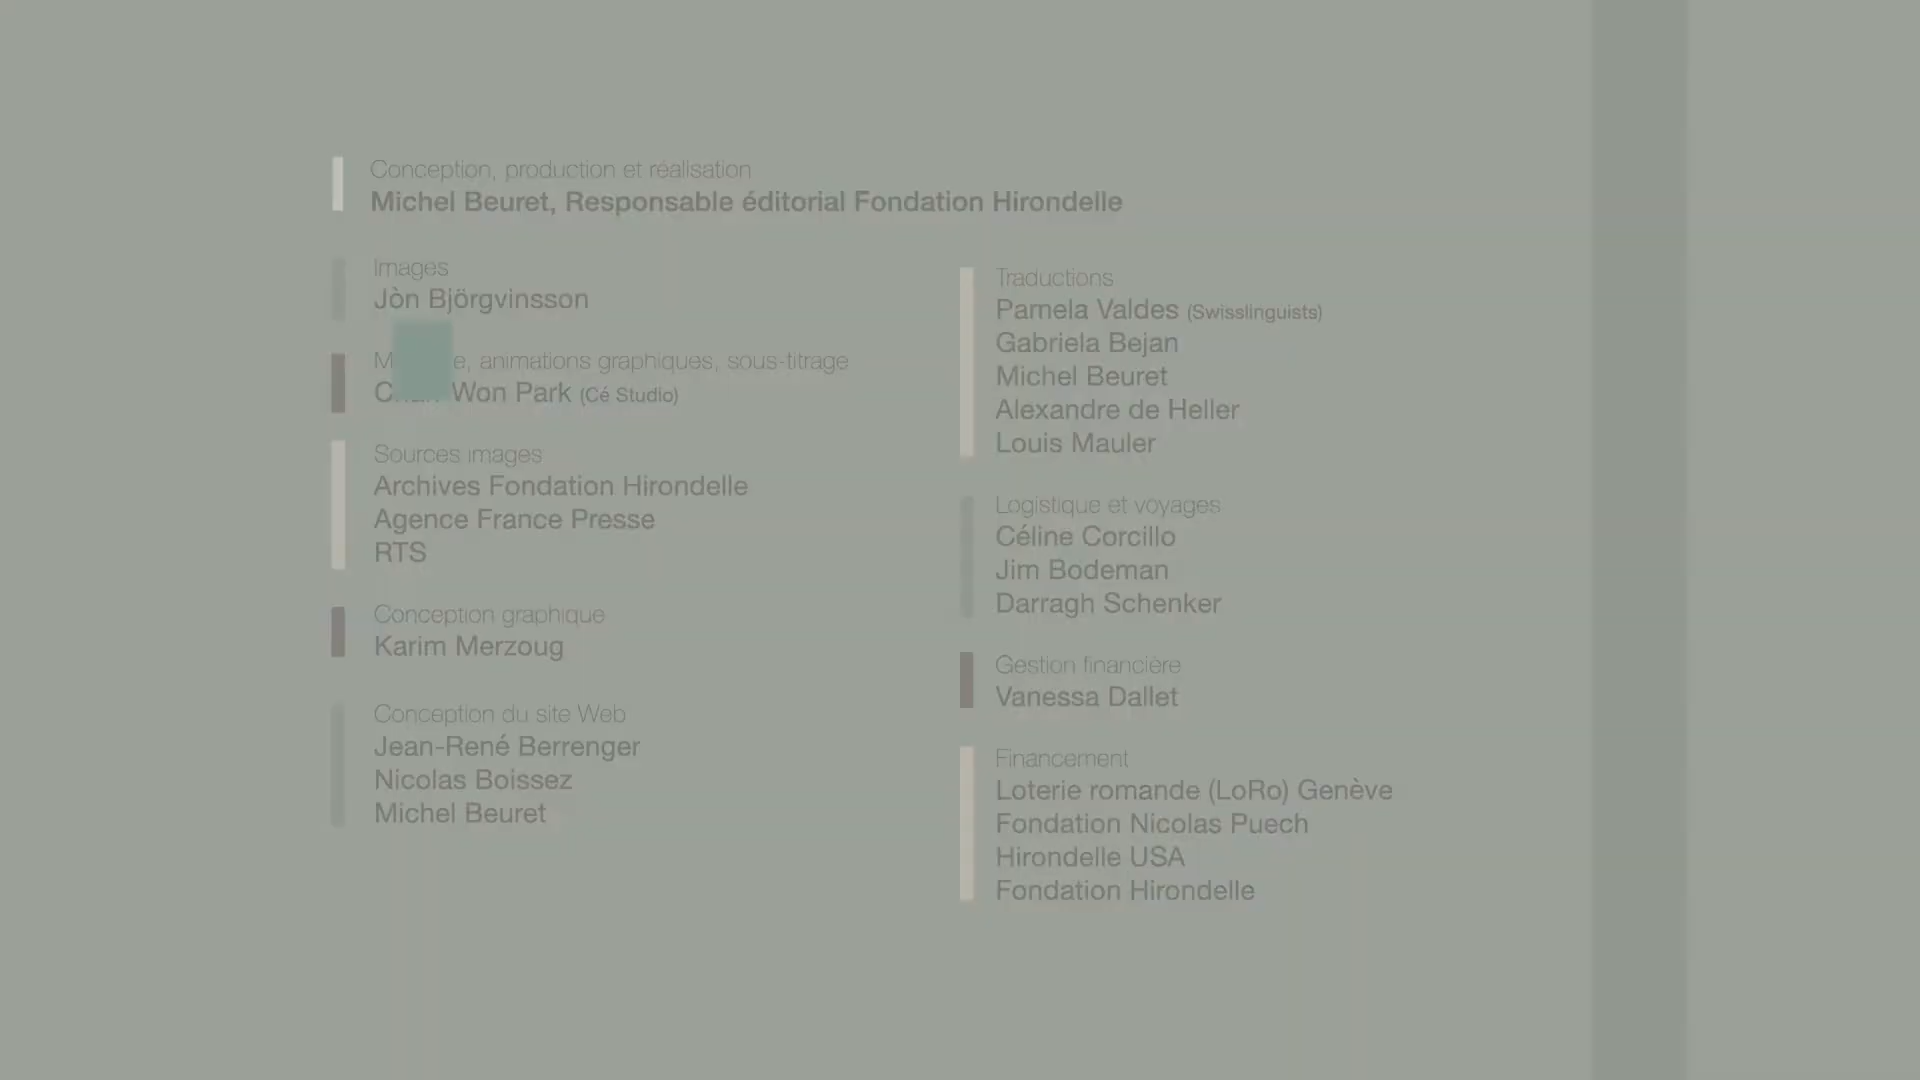 Conception, production et réalisation
Michel Beuret, Responsable éditorial Fondation Hirondelle
Images
Jòn Björgvinsson
animations graphiques, sous-titrage
Won Park (Cé Studio)
Sources images
Archives Fondation Hirondelle
Agence France Presse
RTS
Conception graphique
Karim Merzoug
Conception du site Web
Jean-René Berrenger
Nicolas Boissez
Michel Beuret
Traductions
Pamela Valdes (Swisslinguists)
Gabriela Bejan
Michel Beuret
Alexandre de Heller
Louis Mauler
Logistique et voyages
Céline Corcillo
Jim Bodeman
Darragh Schenker
Gestion financière
Vanessa Dallet
Financement
Loterie romande (LoRo) Genève
Fondation Nicolas Puech
Hirondelle USA
Fondation Hirondelle